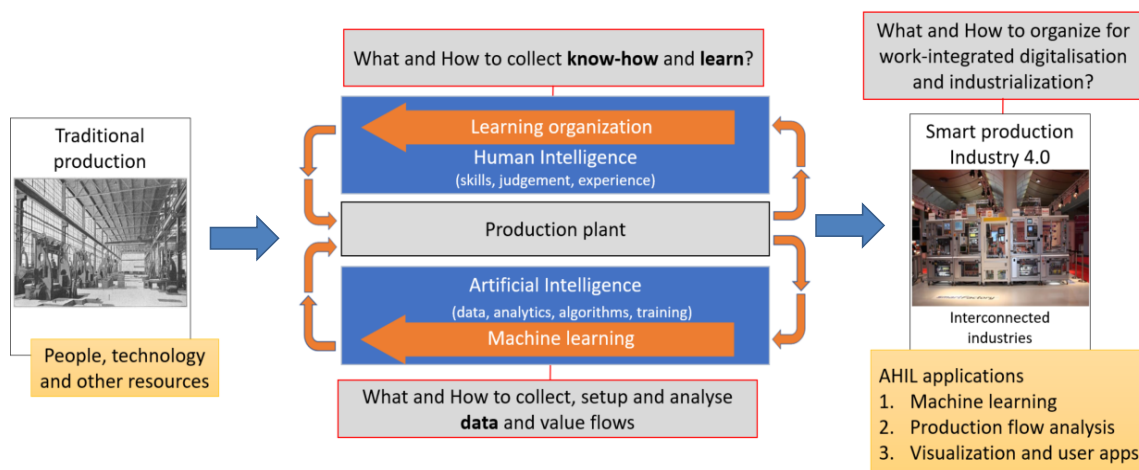 What and How to collect know-how and learn?
What and How to organize for
work-integrated digitalisation
and industrialization?
Traditional
production
People, technology
and other resources
Learning organization
Human Intelligence
(skills, judgement, experience)
Production plant
Artificial Intelligence
(data, analytics, algorithms, training)
Machine learning
What and How to collect, setup and analyse
data and value flows
Smart production
Industry 4.0
Interconnected
industries
AHIL applications
1. Machine learning
2. Production flow analysis
3. Visualization and user apps